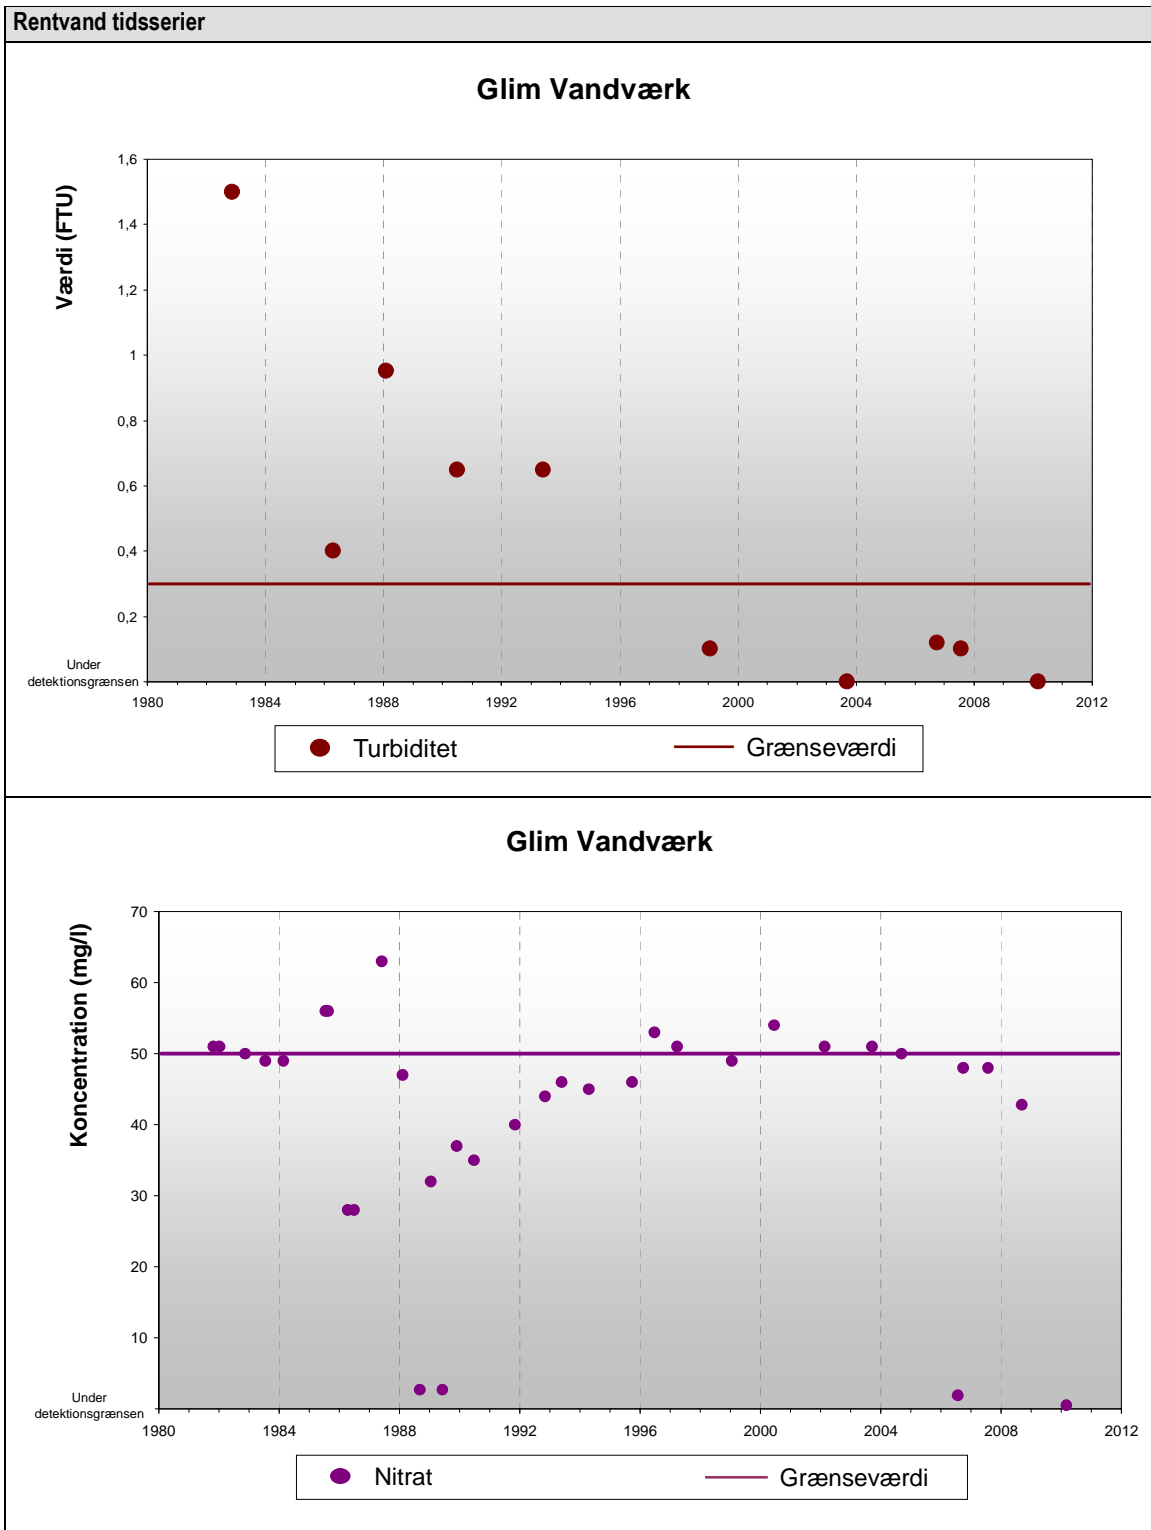 Rentvand tidsserier
Glim Vandværk
Værdi (FTU)
1,6
1,4
1,2
1
0,8
0,6
0,4
0,2
Under
detektionsgrænsen
1980 1984 1988 1992 1996 2000 2004 2008 2012
Turbiditet Grænseværdi
Glim Vandværk
Koncentration (mg/l)
70
60
50
40
30
20
10
Under
detektionsgrænsen
1980 1984 1988 1992 1996 2000 2004 2008 2012
Nitrat Grænseværdi